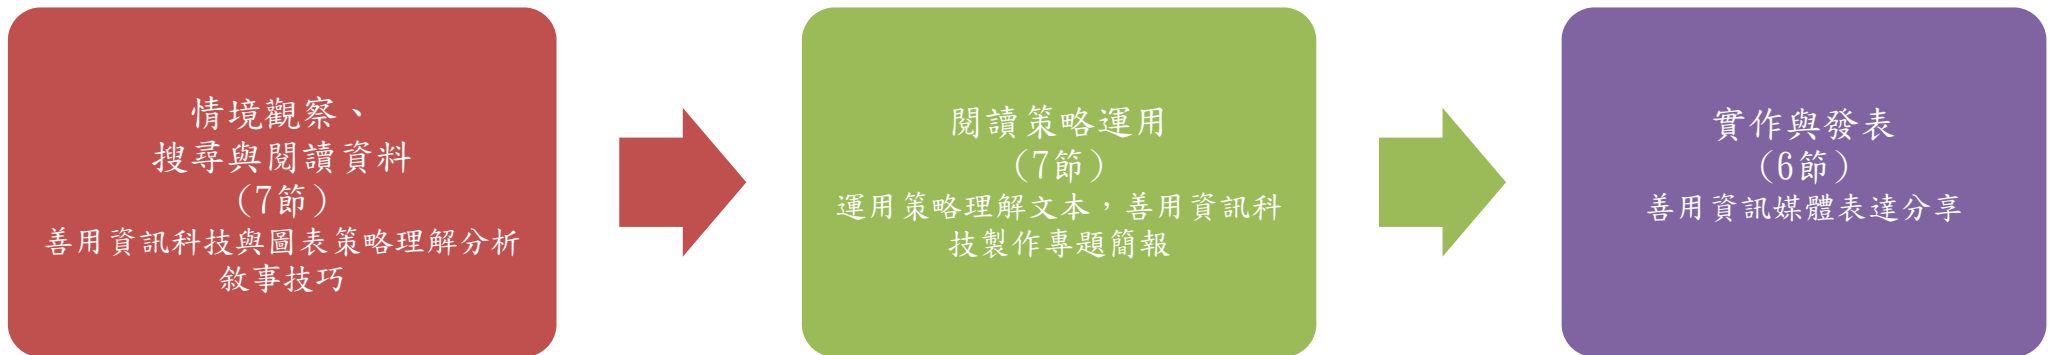 情境觀察、
搜尋與閱讀資料
(7節)
善用資訊科技與圖表策略理解分析
敘事技巧
閱讀策略運用
(7節)
運用策略理解文本，善用資訊科
技製作專題簡報
實作與發表
(6節)
善用資訊媒體表達分享